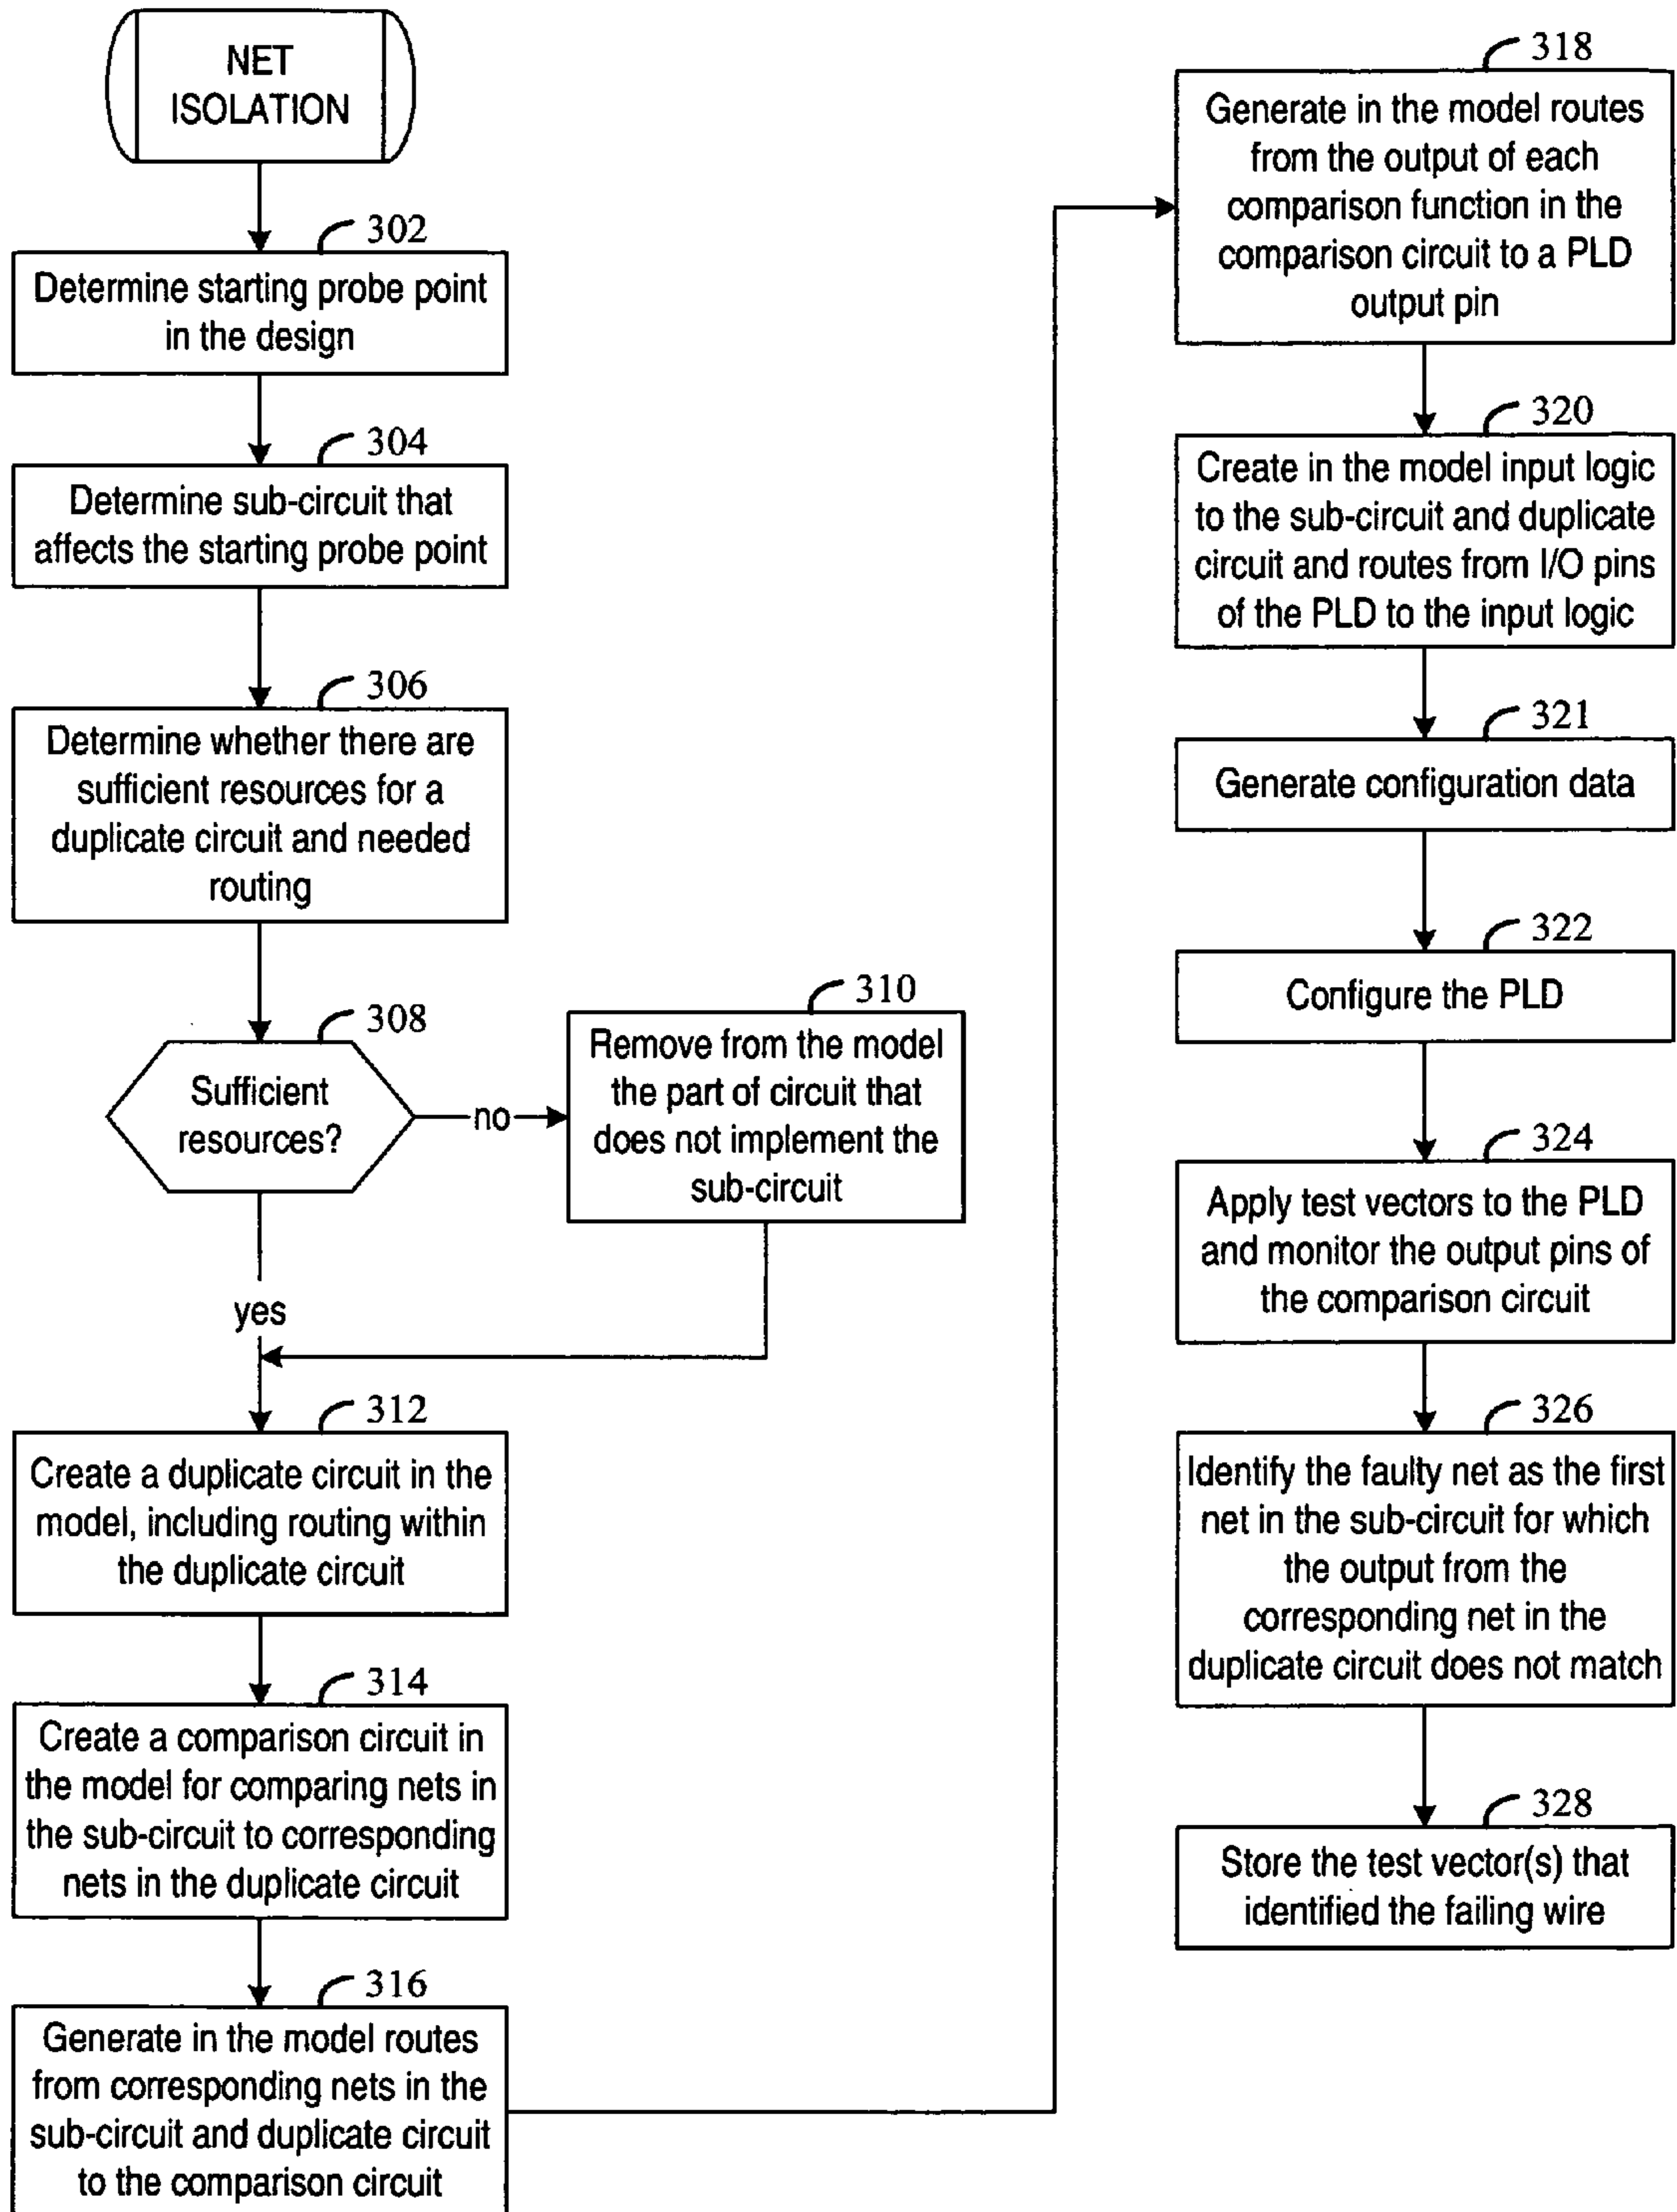 NET
ISOLATION
302
Determine starting probe point
in the design
304
Determine sub-circuit that
affects the starting probe point
306
Determine whether there are
sufficient resources for a
duplicate circuit and needed
routing
308
Sufficient
resources?
no
310
Remove from the model
the part of circuit that
does not implement the
sub-circuit
yes
312
Create a duplicate circuit in the
model, including routing within
the duplicate circuit
314
Create a comparison circuit in
the model for comparing nets in
the sub-circuit to corresponding
nets in the duplicate circuit
316
Generate in the model routes
from corresponding nets in the
sub-circuit and duplicate circuit
to the comparison circuit
318
Generate in the model routes
from the output of each
comparison function in the
comparison circuit to a PLD
output pin
320
Create in the model input logic
to the sub-circuit and duplicate
circuit and routes from I/O pins
of the PLD to the input logic
321
Generate configuration data
322
Configure the PLD
324
Apply test vectors to the PLD
and monitor the output pins of
the comparison circuit
326
Identify the faulty net as the first
net in the sub-circuit for which
the output from the
corresponding net in the
duplicate circuit does not match
328
Store the test vector(s) that
identified the failing wire